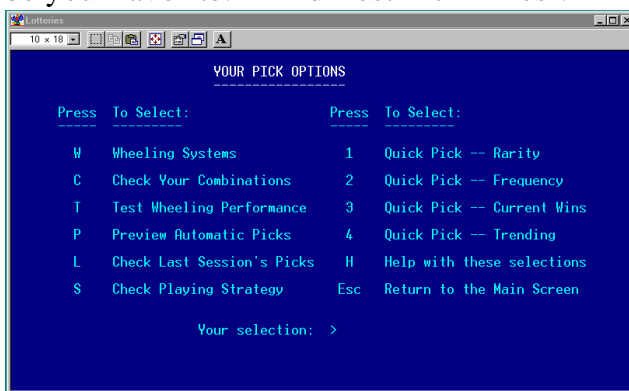 Lotteries
10 x 18
A
YOUR PICK OPTIONS
Press To Select: Press To Select:
W Wheeling Systems 1 Quick Pick -- Rarity
C Check Your Combinations 2 Quick Pick -- Frequency
T Test Wheeling Performance 3 Quick Pick -- Current Wins
P Preview Automatic Picks 4 Quick Pick -- Trending
L Check Last Session's Picks H Help with these selections
S Check Playing Strategy Esc Return to the Main Screen
Your selection: >